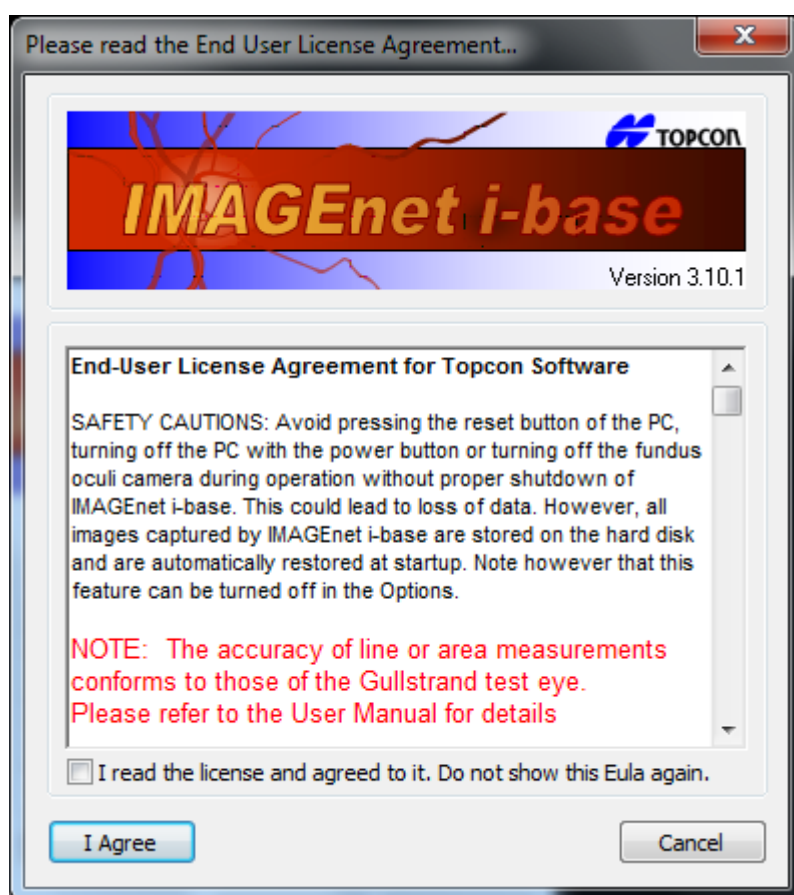 Please read the End User License Agreement...
TOPCON
IMAGEnet i-base
Version 3.10.1
End-User License Agreement for Topcon Software
SAFETY CAUTIONS: Avoid pressing the reset button of the PC,
turning off the PC with the power button or turning off the fundus
oculi camera during operation without proper shutdown of
IMAGEnet i-base. This could lead to loss of data. However, all
images captured by IMAGEnet i-base are stored on the hard disk
and are automatically restored at startup. Note however that this
feature can be turned off in the Options.
NOTE: The accuracy of line or area measurements
conforms to those of the Gullstrand test eye.
Please refer to the User Manual for details
I read the license and agreed to it. Do not show this Eula again.
I Agree
Cancel